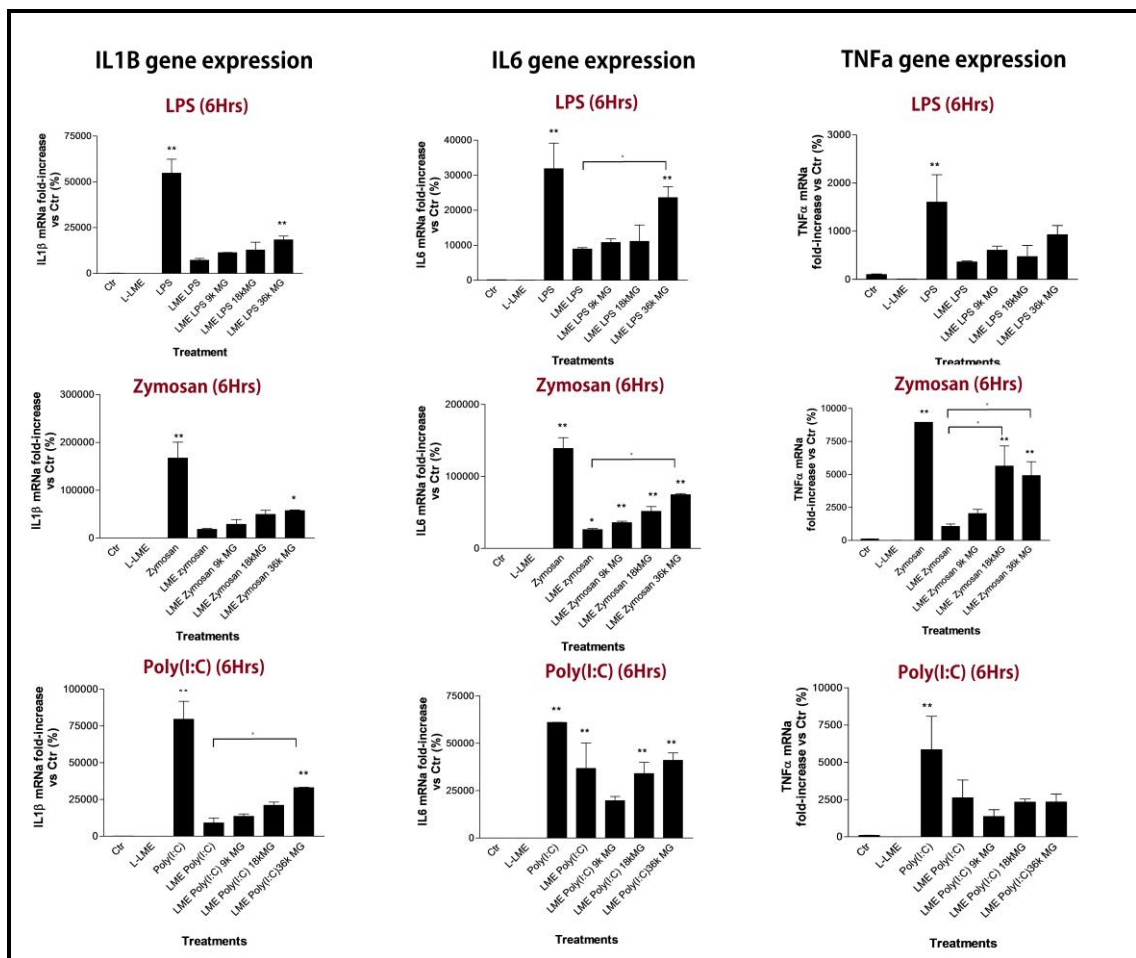 IL1B gene expression
IL6 gene expression
TNFa gene expression
LPS (6Hrs)
IL1β mRNa fold-increase
vs Ctr (%)
75000
50000
25000
0
**
**
Ctr
L-LME
LPS
LME LPS
LME LPS 9k MG
LME LPS 18kMG
LME LPS 36k MG
Treatment
LPS (6Hrs)
IL6 mRNa fold-increase
vs Ctr (%)
40000
30000
20000
10000
0
**
*
**
Ctr
L-LME
LPS
LME LPS
LME LPS 9k MG
LME LPS 18kMG
LME LPS 36k MG
Treatments
LPS (6Hrs)
TNFα mRNa
fold-increase vs Ctr (%)
3000
2000
1000
0
**
Ctr
L-LME
LPS
LME LPS
LME LPS 9k MG
LME LPS 18kMG
LME LPS 36k MG
Treatments
Zymosan (6Hrs)
IL1β mRNa fold-increase
vs Ctr (%)
300000
200000
100000
0
**
*
Ctr
L-LME
Zymosan
LME zymosan
LME Zymosan 9k MG
LME Zymosan 18kMG
LME Zymosan 36k MG
Treatments
Zymosan (6Hrs)
IL6 mRNa fold-increase
vs Ctr (%)
200000
100000
0
**
*
*
**
**
**
Ctr
L-LME
Zymosan
LME zymosan
LME Zymosan 9k MG
LME Zymosan 18kMG
LME Zymosan 36k MG
Treatments
Zymosan (6Hrs)
TNFα mRNa
fold-increase vs Ctr (%)
10000
7500
5000
2500
0
**
*
*
**
**
Ctr
L-LME
Zymosan
LME zymosan
LME Zymosan 9k MG
LME Zymosan 18kMG
LME Zymosan 36k MG
Treatments
Poly(I:C) (6Hrs)
IL1β mRNa fold-increase
vs Ctr (%)
100000
75000
50000
25000
0
**
*
**
Ctr
L-LME
Poly(I:C)
LME Poly(I:C)
LME Poly(I:C) 9k MG
LME Poly(I:C) 18kMG
LME Poly(I:C)36k MG
Treatments
Poly(I:C) (6Hrs)
IL6 mRNa fold-increase
vs Ctr (%)
75000
50000
25000
0
**
**
**
**
Ctr
L-LME
Poly(I:C)
LME Poly(I:C)
LME Poly(I:C) 9k MG
LME Poly(I:C) 18kMG
LME Poly(I:C)36k MG
Treatments
Poly(I:C) (6Hrs)
TNFα mRNa
fold-increase vs Ctr (%)
10000
7500
5000
2500
0
**
Ctr
L-LME
Poly(I:C)
LME Poly(I:C)
LME Poly(I:C) 9k MG
LME Poly(I:C) 18kMG
LME Poly(I:C)36k MG
Treatments